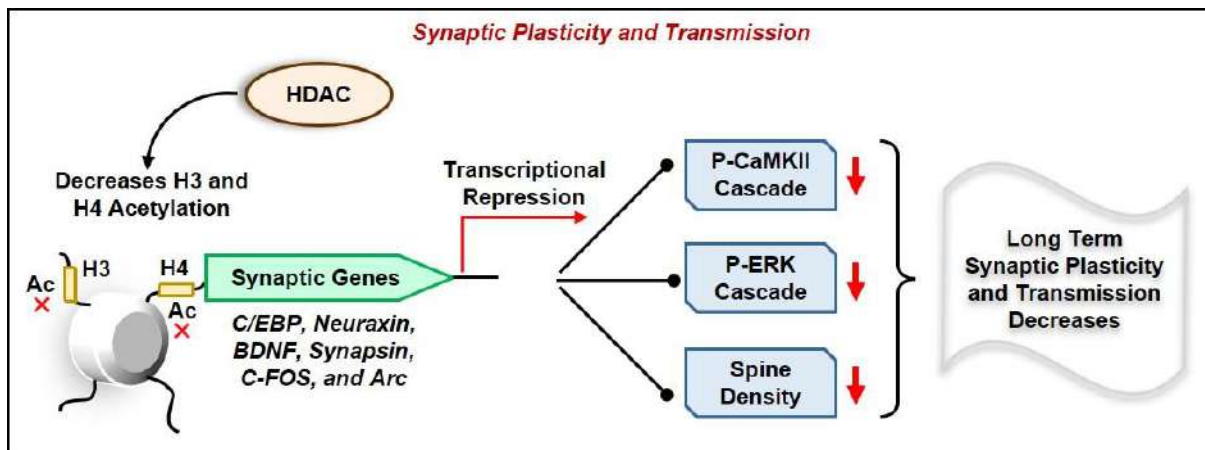 Synaptic Plasticity and Transmission
HDAC
Decreases H3 and
H4 Acetylation
Transcriptional
Repression
H3
Ac
H4
Ac
Synaptic Genes
C/EBP, Neuraxin,
BDNF, Synapsin,
C-FOS, and Arc
P-CaMKII
Cascade
P-ERK
Cascade
Spine
Density
Long Term
Synaptic Plasticity
and Transmission
Decreases